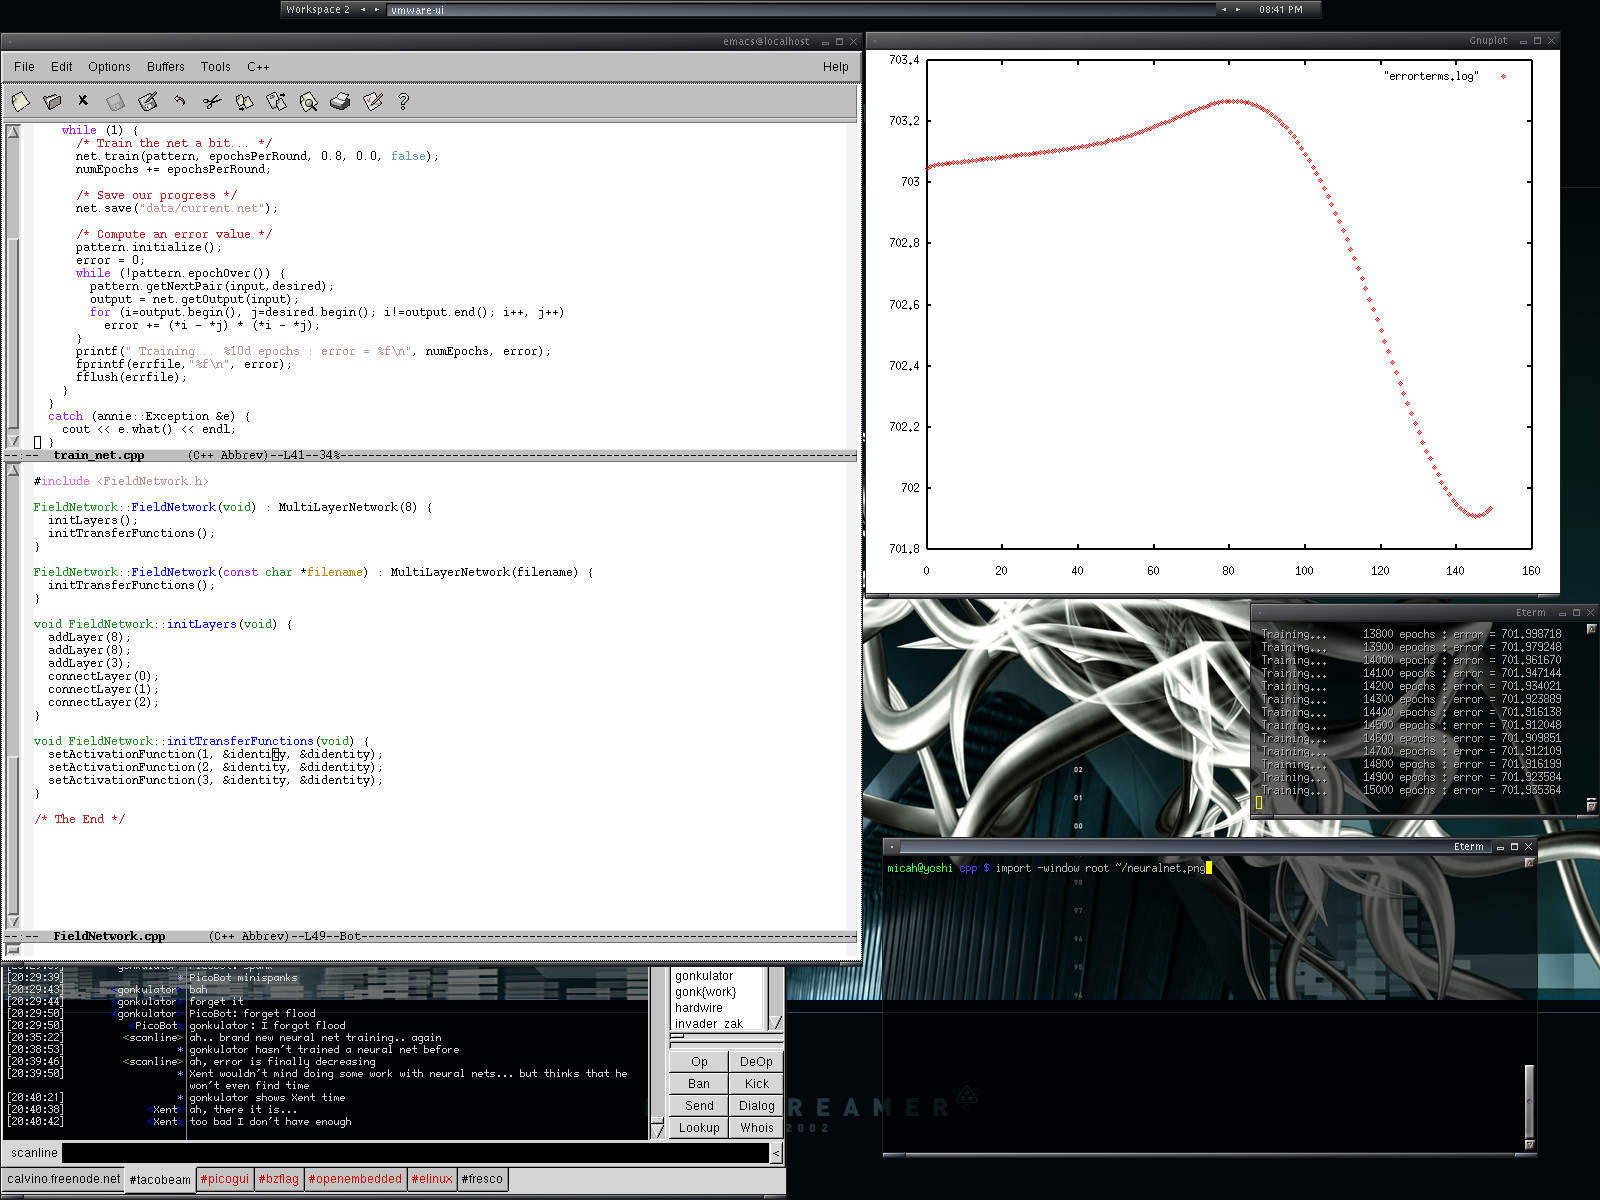 Workspace 2
vmware-ui
08:41 PM
emacs@localhost
File Edit Options Buffers Tools C++ Help
while (1) {
/* Train the net a bit... */
net.train(pattern, epochsPerRound, 0.8, 0.0, false);
numEpochs += epochsPerRound;
/* Save our progress */
net.save("data/current.net");
/* Compute an error value */
pattern.initialize();
error = 0;
while (!pattern.epochOver()) {
pattern.getNextPair(input,desired);
output = net.getOutput(input);
for (i=output.begin(), j=desired.begin(); i!=output.end(); i++, j++)
error += (*i - *j) * (*i - *j);
}
printf(" Training... %10d epochs : error = %f\n", numEpochs, error);
fprintf(errfile,"%f\n", error);
fflush(errfile);
}
}
catch (annie::Exception &e) {
cout << e.what() << endl;
}
--:-- train_net.cpp (C++ Abbrev)--L41--34%--
#include <FieldNetwork.h>
FieldNetwork::FieldNetwork(void) : MultiLayerNetwork(8) {
initLayers();
initTransferFunctions();
}
FieldNetwork::FieldNetwork(const char *filename) : MultiLayerNetwork(filename) {
initTransferFunctions();
}
void FieldNetwork::initLayers(void) {
addLayer(8);
addLayer(8);
addLayer(3);
connectLayer(0);
connectLayer(1);
connectLayer(2);
}
void FieldNetwork::initTransferFunctions(void) {
setActivationFunction(1, &identity, &didentity);
setActivationFunction(2, &identity, &didentity);
setActivationFunction(3, &identity, &didentity);
}
/* The End */
--:-- FieldNetwork.cpp (C++ Abbrev)--L49--Bot--
Gnuplot
"errorterms.log"
703.4
703.2
703
702.8
702.6
702.4
702.2
702
701.8
0 20 40 60 80 100 120 140 160
Eterm
Training... 13800 epochs : error = 701.998718
Training... 13900 epochs : error = 701.979248
Training... 14000 epochs : error = 701.961670
Training... 14100 epochs : error = 701.947144
Training... 14200 epochs : error = 701.934021
Training... 14300 epochs : error = 701.923889
Training... 14400 epochs : error = 701.916138
Training... 14500 epochs : error = 701.912048
Training... 14600 epochs : error = 701.909851
Training... 14700 epochs : error = 701.912109
Training... 14800 epochs : error = 701.916199
Training... 14900 epochs : error = 701.923584
Training... 15000 epochs : error = 701.935364
02
01
00
Eterm
micah@yoshi cpp $ import -window root ~/neuralnet.png
98
97
96
95
[20:29:39] * PicoBot minispanks
[20:29:43] gonkulator bah
[20:29:44] gonkulator forget it
[20:29:50] gonkulator PicoBot: forget flood
[20:29:50] PicoBot gonkulator: I forgot flood
[20:35:22] <scanline> ah.. brand new neural net training.. again
[20:38:53] * gonkulator hasn't trained a neural net before
[20:39:46] <scanline> ah, error is finally decreasing
[20:39:50] * Xent wouldn't mind doing some work with neural nets... but thinks that he
won't even find time
[20:40:21] * gonkulator shows Xent time
[20:40:38] Xent ah, there it is...
[20:40:42] Xent too bad I don't have enough
gonkulator
gonk{work}
hardwire
invader_zak
Op DeOp
Ban Kick
Send Dialog
Lookup Whois
scanline
<
calvino.freenode.net #tacobeam #picogui #bzflag #openembedded #elinux #fresco
REAMER
2002